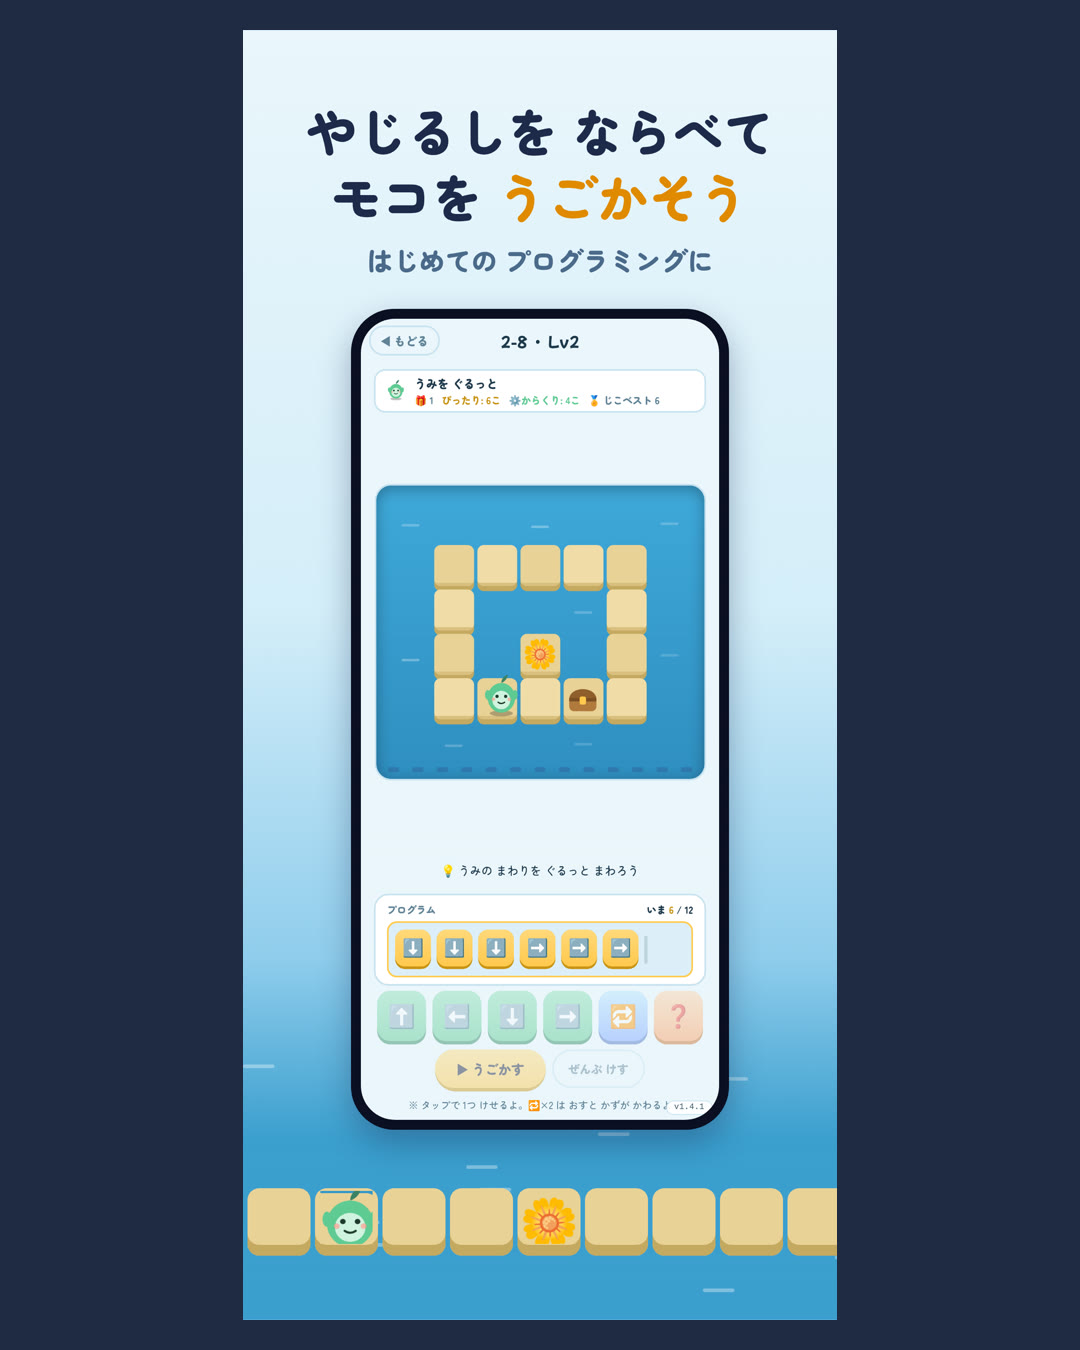 やじるしを ならべて
モコを うごかそう
はじめての プログラミングに
◀ もどる
2-8・Lv2
うみを ぐるっと
🎁 1 ぴったり: 6こ ⚙️からくり: 4こ 🏅 じこベスト 6
💡 うみの まわりを ぐるっと まわろう
プログラム
いま 6 / 12
▶ うごかす
ぜんぶ けす
※ タップで 1つ けせるよ。🔁×2 は おすと かずが かわるよ
v1.4.1